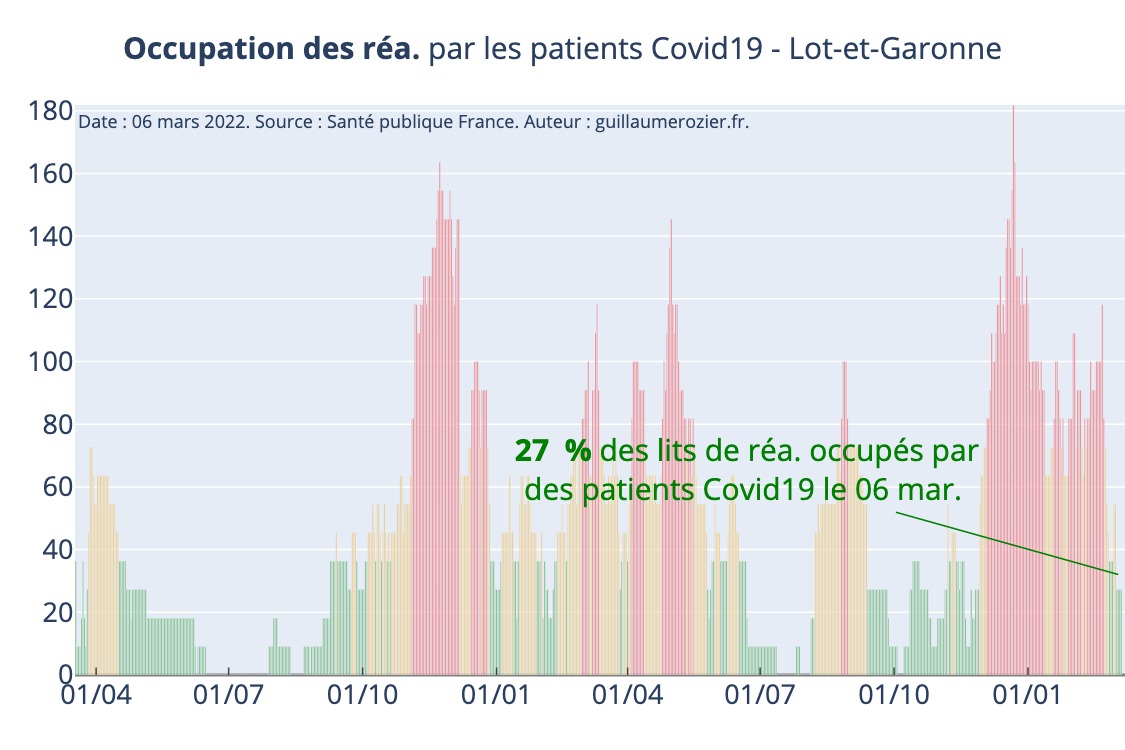 Occupation des réa. par les patients Covid19 - Lot-et-Garonne
180
Date : 06 mars 2022. Source : Santé publique France. Auteur : guillaumerozier.fr.
160
140
120
100
80
27 % des lits de réa. occupés par
des patients Covid19 le 06 mar.
60
40
20
0
01/04 01/07 01/10 01/01 01/04 01/07 01/10 01/01